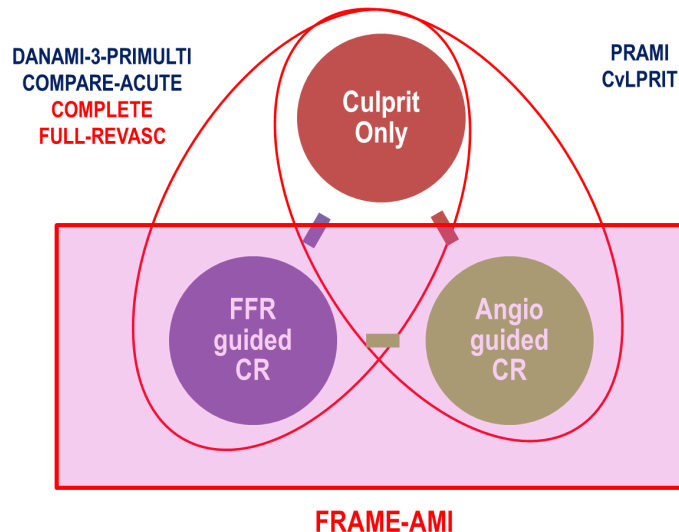 DANAMI-3-PRIMULTI
COMPARE-ACUTE
COMPLETE
FULL-REVASC
PRAMI
CvLPRIT
Culprit
Only
FFR
guided
CR
Angio
guided
CR
FRAME-AMI